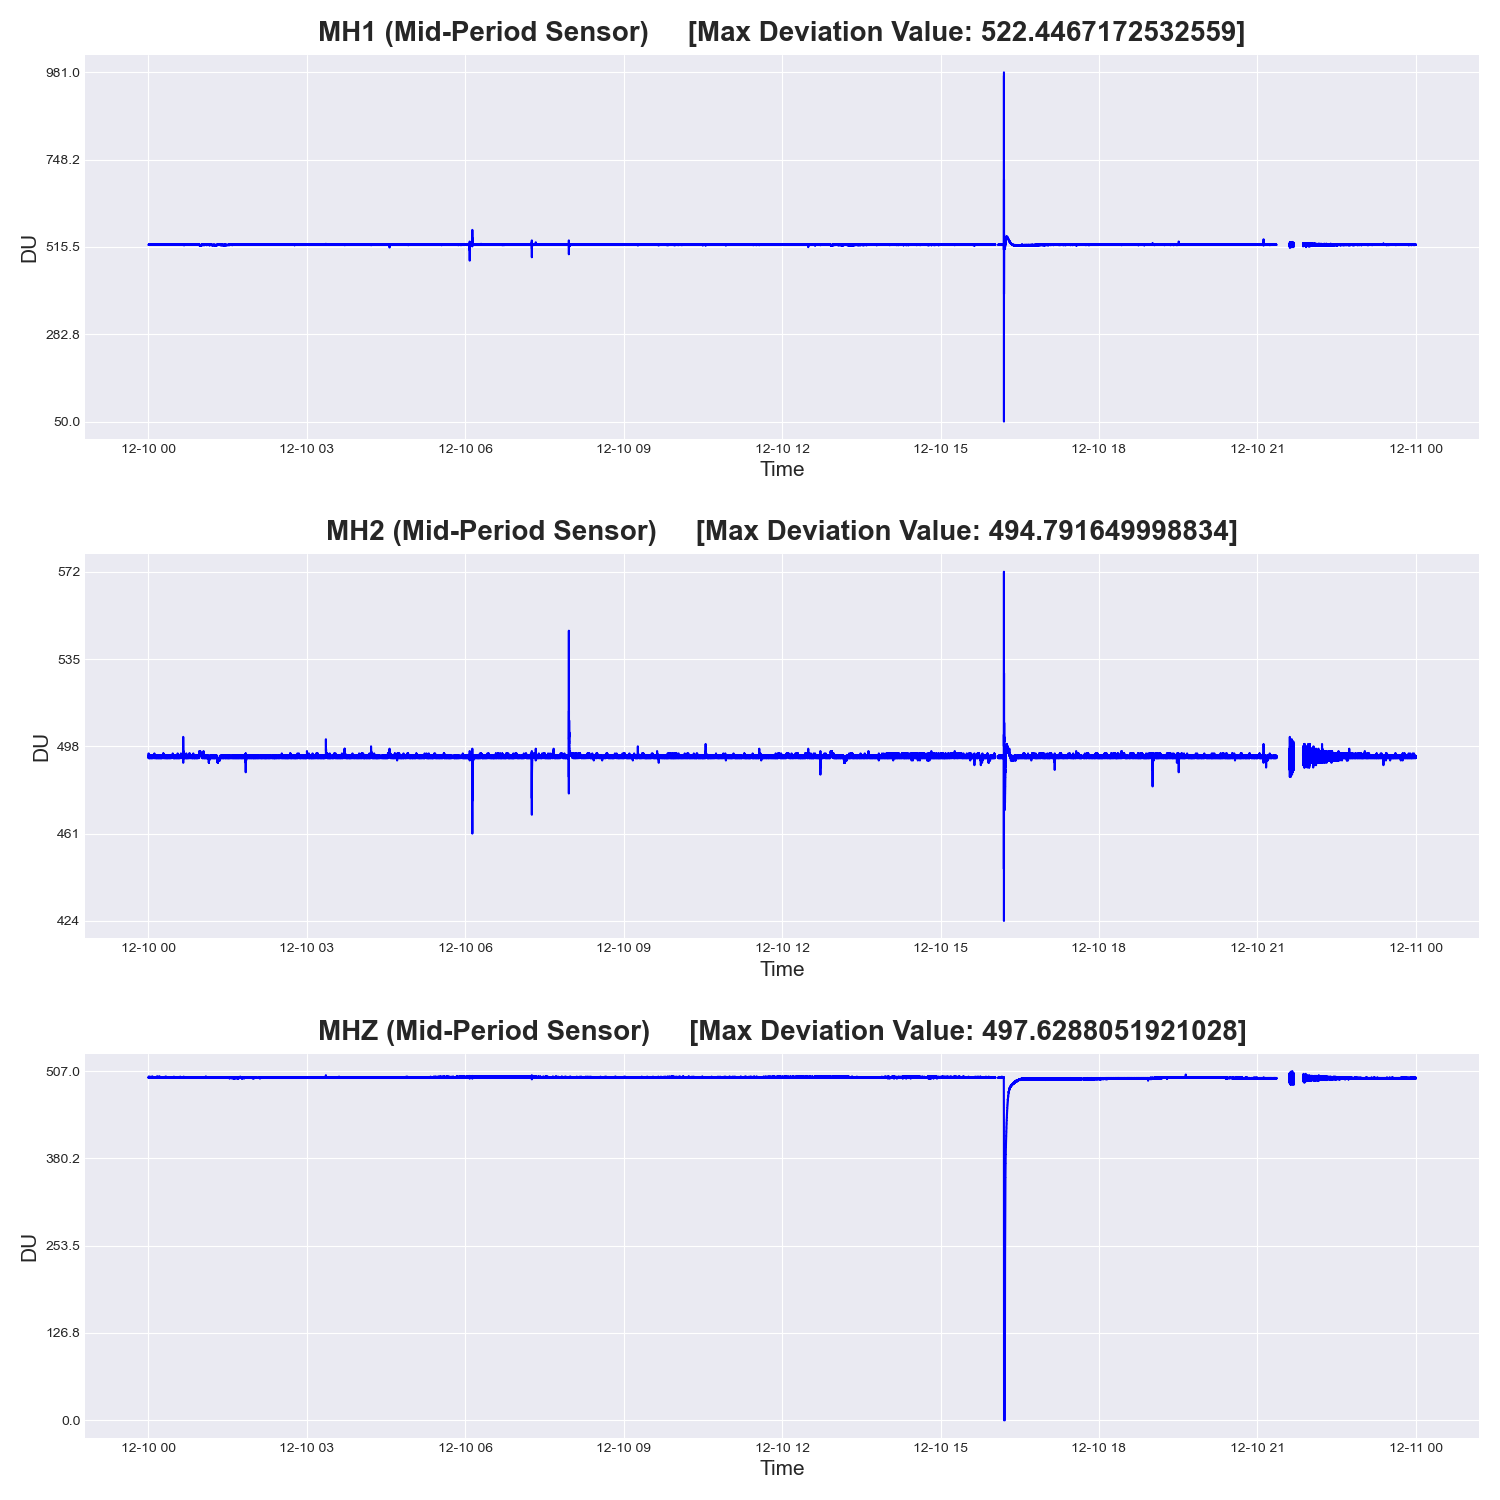 MH1 (Mid-Period Sensor) [Max Deviation Value: 522.4467172532559]
981.0
748.2
515.5
282.8
50.0
DU
12-10 00 12-10 03 12-10 06 12-10 09 12-10 12 12-10 15 12-10 18 12-10 21 12-11 00
Time
MH2 (Mid-Period Sensor) [Max Deviation Value: 494.791649998834]
572
535
498
461
424
DU
12-10 00 12-10 03 12-10 06 12-10 09 12-10 12 12-10 15 12-10 18 12-10 21 12-11 00
Time
MHZ (Mid-Period Sensor) [Max Deviation Value: 497.6288051921028]
507.0
380.2
253.5
126.8
0.0
DU
12-10 00 12-10 03 12-10 06 12-10 09 12-10 12 12-10 15 12-10 18 12-10 21 12-11 00
Time